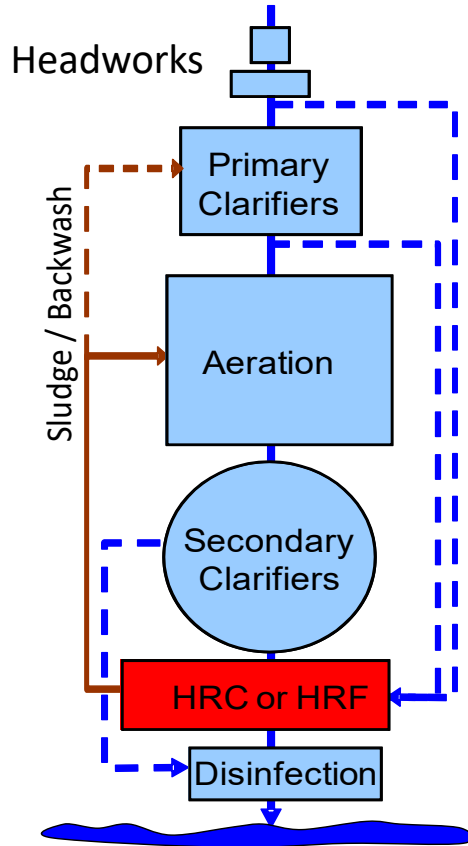 Headworks
Primary
Clarifiers
Sludge / Backwash
Aeration
Secondary
Clarifiers
HRC or HRF
Disinfection